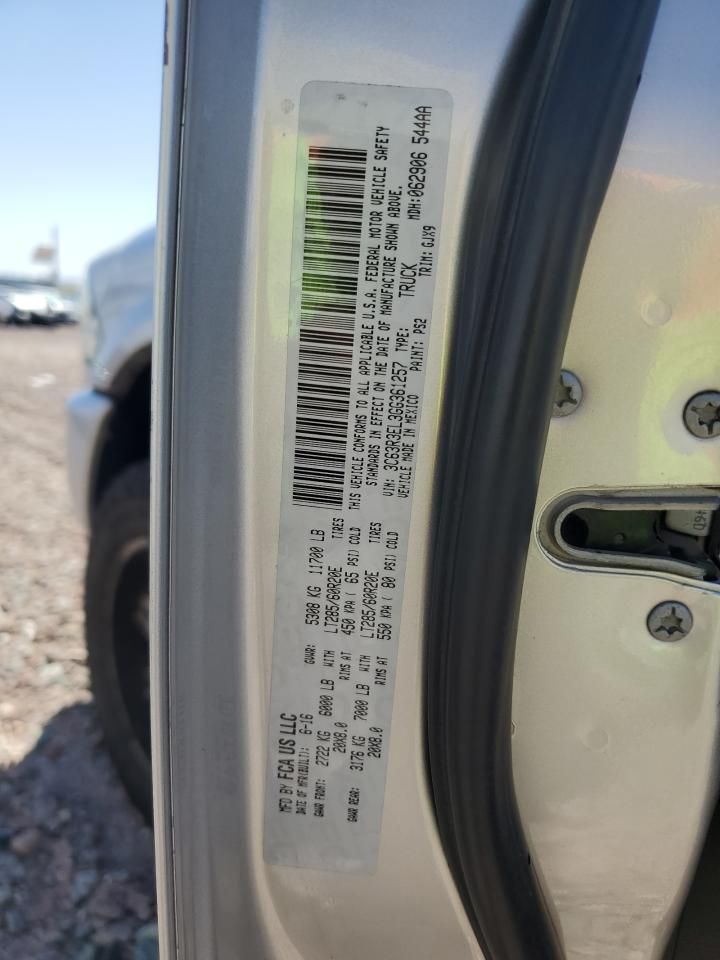 MFD BY FCA US LLC
DATE OF MFR(BUILT): 6-16
GVWR: 5308 KG 11700 LB
GAWR FRONT: 2722 KG 6000 LB WITH LT285/60R20E TIRES
20X8.0 RIMS AT 450 KPA( 65 PSI) COLD
GAWR REAR: 3176 KG 7000 LB WITH LT285/60R20E TIRES
20X8.0 RIMS AT 550 KPA( 80 PSI) COLD
THIS VEHICLE CONFORMS TO ALL APPLICABLE U.S.A. FEDERAL MOTOR VEHICLE SAFETY
STANDARDS IN EFFECT ON THE DATE OF MANUFACTURE SHOWN ABOVE.
VIN: 3C63R3EL3GG361257 TYPE: TRUCK MDH:062906 544AA
VEHICLE MADE IN MEXICO PAINT: PS2 TRIM: GJX9